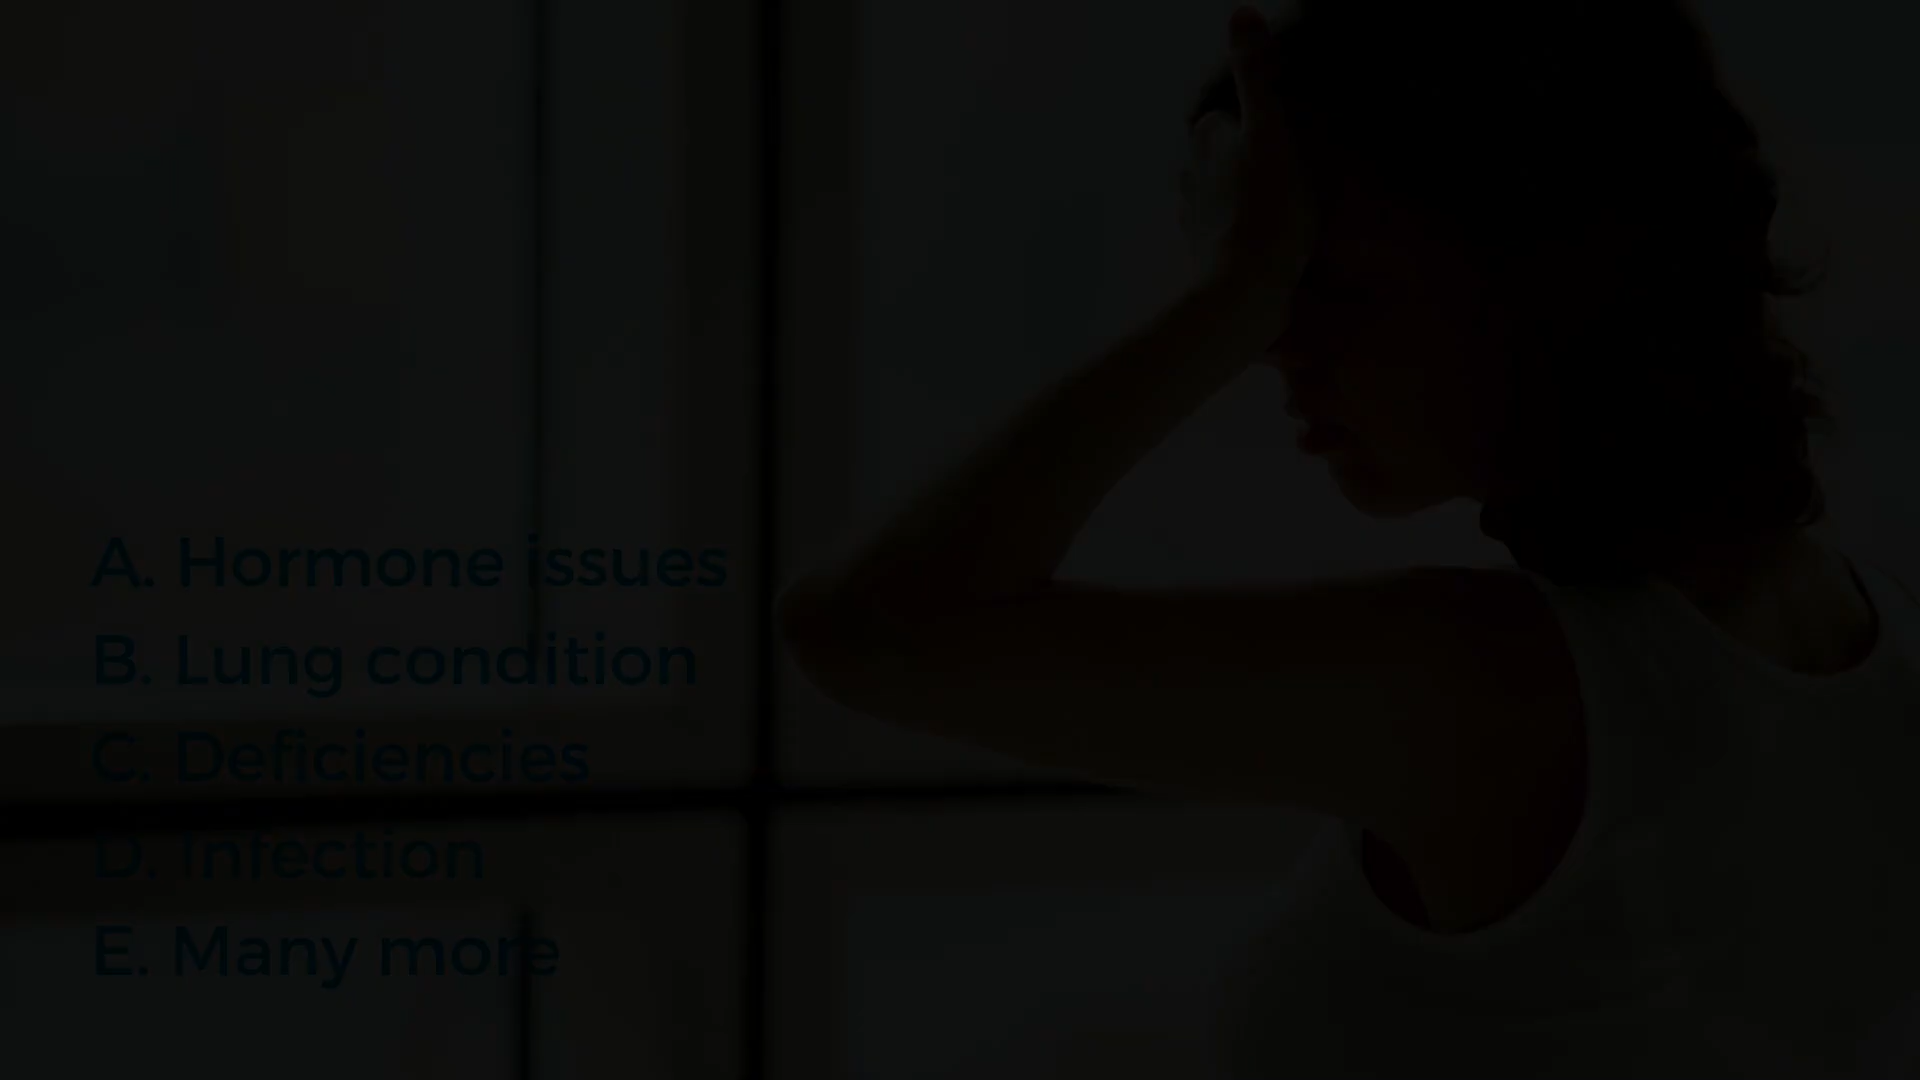 A. Hormone issues
B. Lung condition
C. Deficiencies
D. Infection
E. Many more